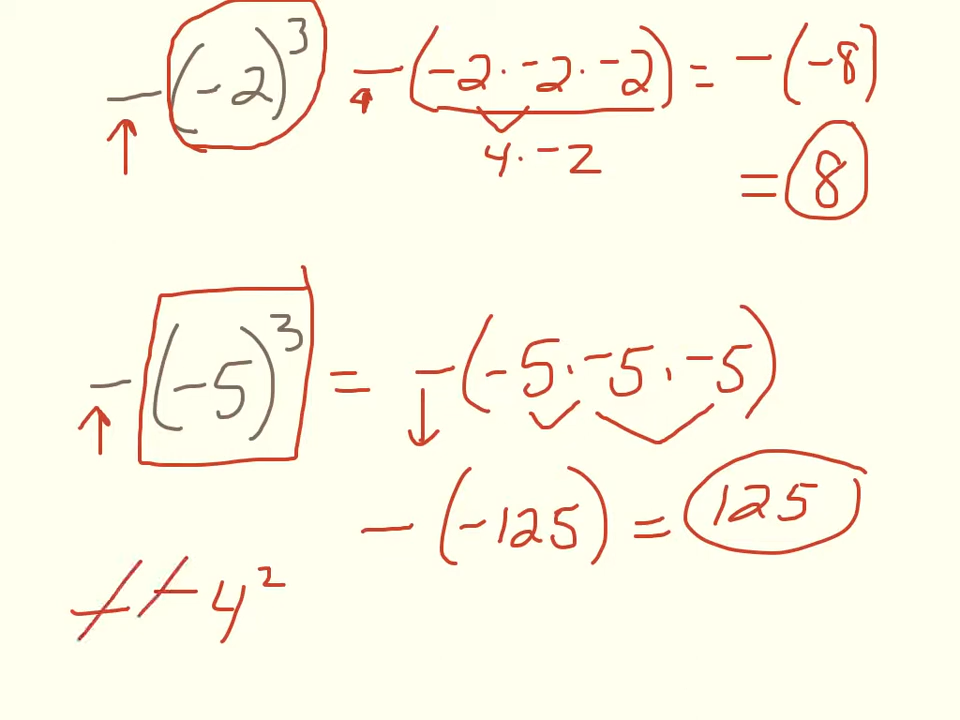 -(-2)³ -(-2·-2·-2) = -(-8)
4·-2
= 8
-(-5)³ = -(-5·-5·-5)
-(-125) = 125
--4²